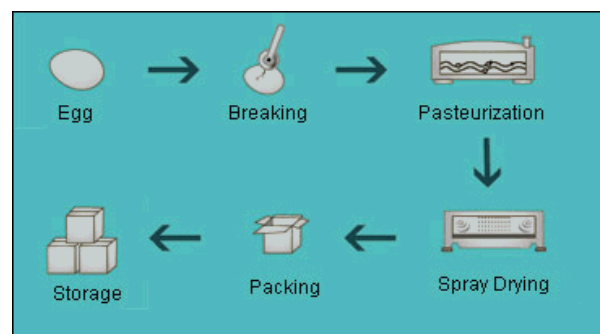 Egg
Breaking
Pasteurization
Spray Drying
Packing
Storage